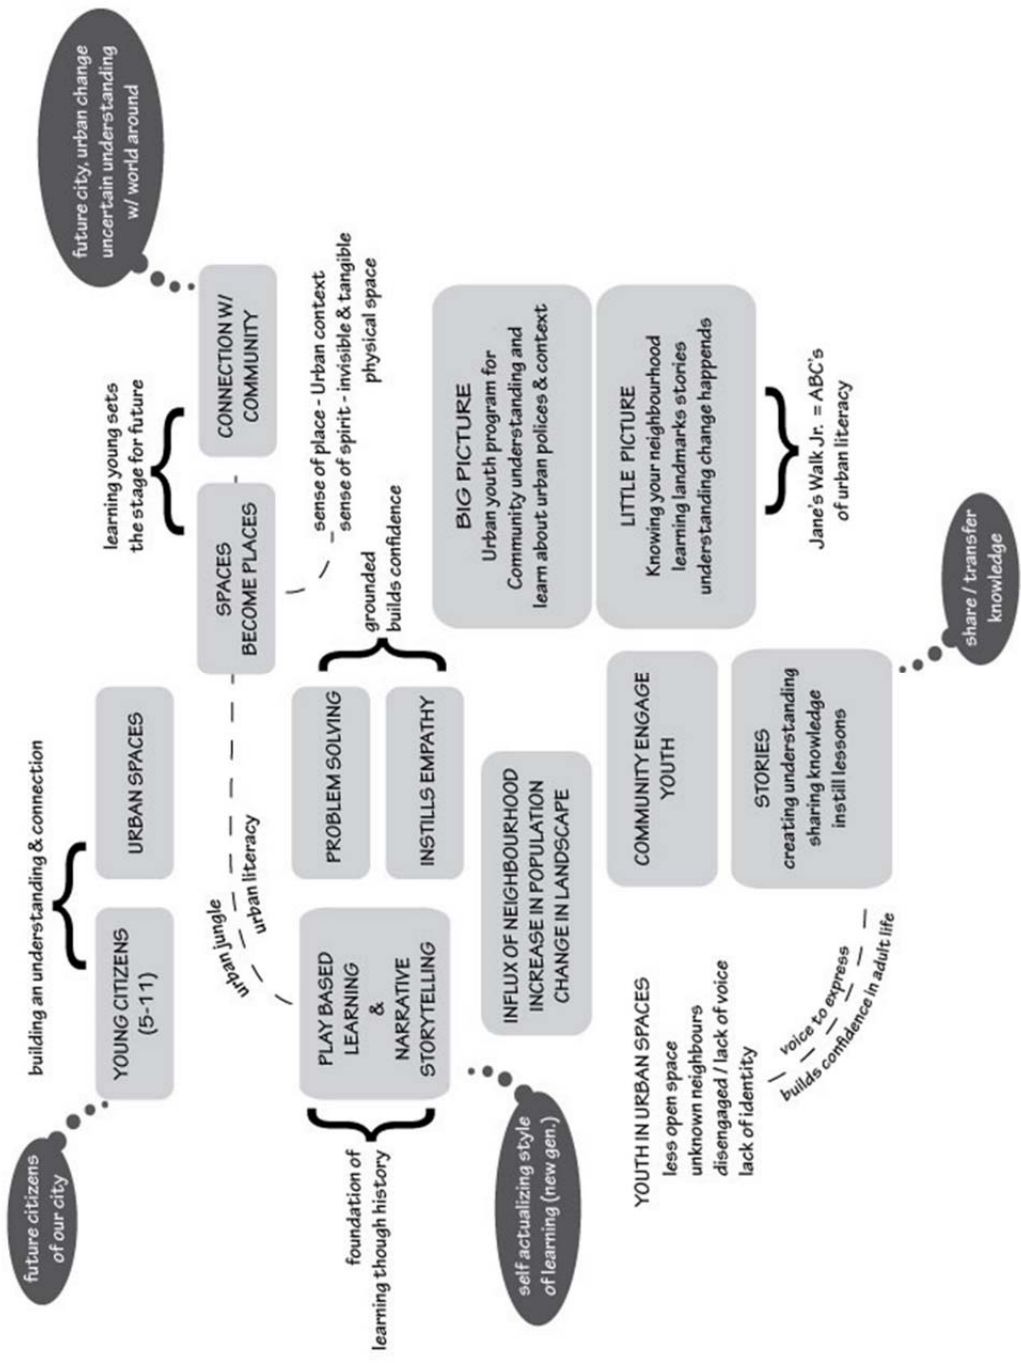 future citizens
of our city
building an understanding & connection
YOUNG CITIZENS
(5-11)
URBAN SPACES
learning young sets
the stage for future
future city, urban change
uncertain understanding
w/ world around
SPACES
BECOME PLACES
CONNECTION W/
COMMUNITY
urban jungle
urban literacy
sense of place - Urban context
sense of spirit - invisible & tangible
physical space
foundation of
learning though history
PLAY BASED
LEARNING
&
NARRATIVE
STORYTELLING
PROBLEM SOLVING
INSTILLS EMPATHY
grounded
builds confidence
self actualizing style
of learning (new gen.)
INFLUX OF NEIGHBOURHOOD
INCREASE IN POPULATION
CHANGE IN LANDSCAPE
BIG PICTURE
Urban youth program for
Community understanding and
learn about urban polices & context
LITTLE PICTURE
Knowing your neighbourhood
learning landmarks stories
understanding change happends
Jane's Walk Jr. = ABC's
of urban literacy
YOUTH IN URBAN SPACES
less open space
unknown neighbours
disengaged / lack of voice
lack of identity
voice to express
builds confidence in adult life
COMMUNITY ENGAGE
YOUTH
STORIES
creating understanding
sharing knowledge
instill lessons
share / transfer
knowledge